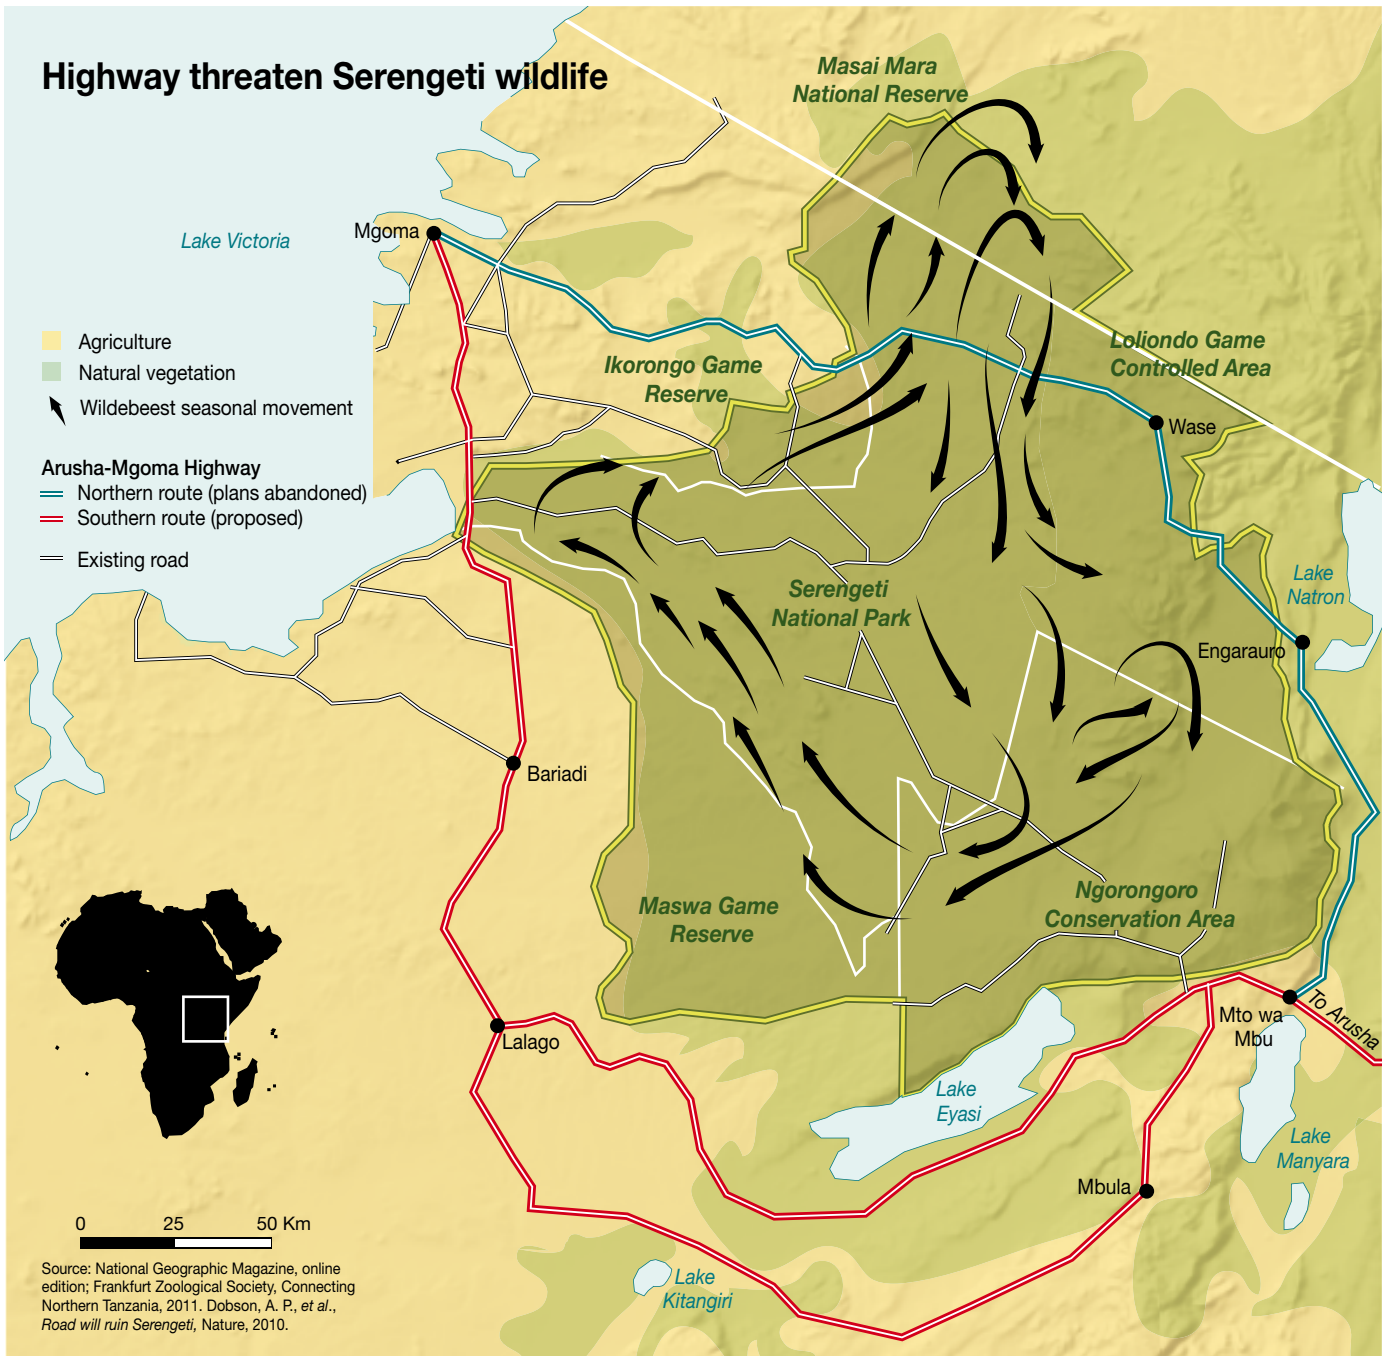 Highway threaten Serengeti wildlife
Masai Mara
National Reserve
Mgoma
Lake Victoria
Agriculture
Natural vegetation
Wildebeest seasonal movement
Arusha-Mgoma Highway
Northern route (plans abandoned)
Southern route (proposed)
Existing road
Ikorongo Game
Reserve
Loliondo Game
Controlled Area
Wase
Serengeti
National Park
Lake
Natron
Engarauro
Bariadi
Maswa Game
Reserve
Ngorongoro
Conservation Area
Lalago
Mto wa
Mbu
To Arusha
Lake
Eyasi
Lake
Manyara
Mbula
Lake
Kitangiri
0 25 50 Km
Source: National Geographic Magazine, online
edition; Frankfurt Zoological Society, Connecting
Northern Tanzania, 2011. Dobson, A. P., et al.,
Road will ruin Serengeti, Nature, 2010.